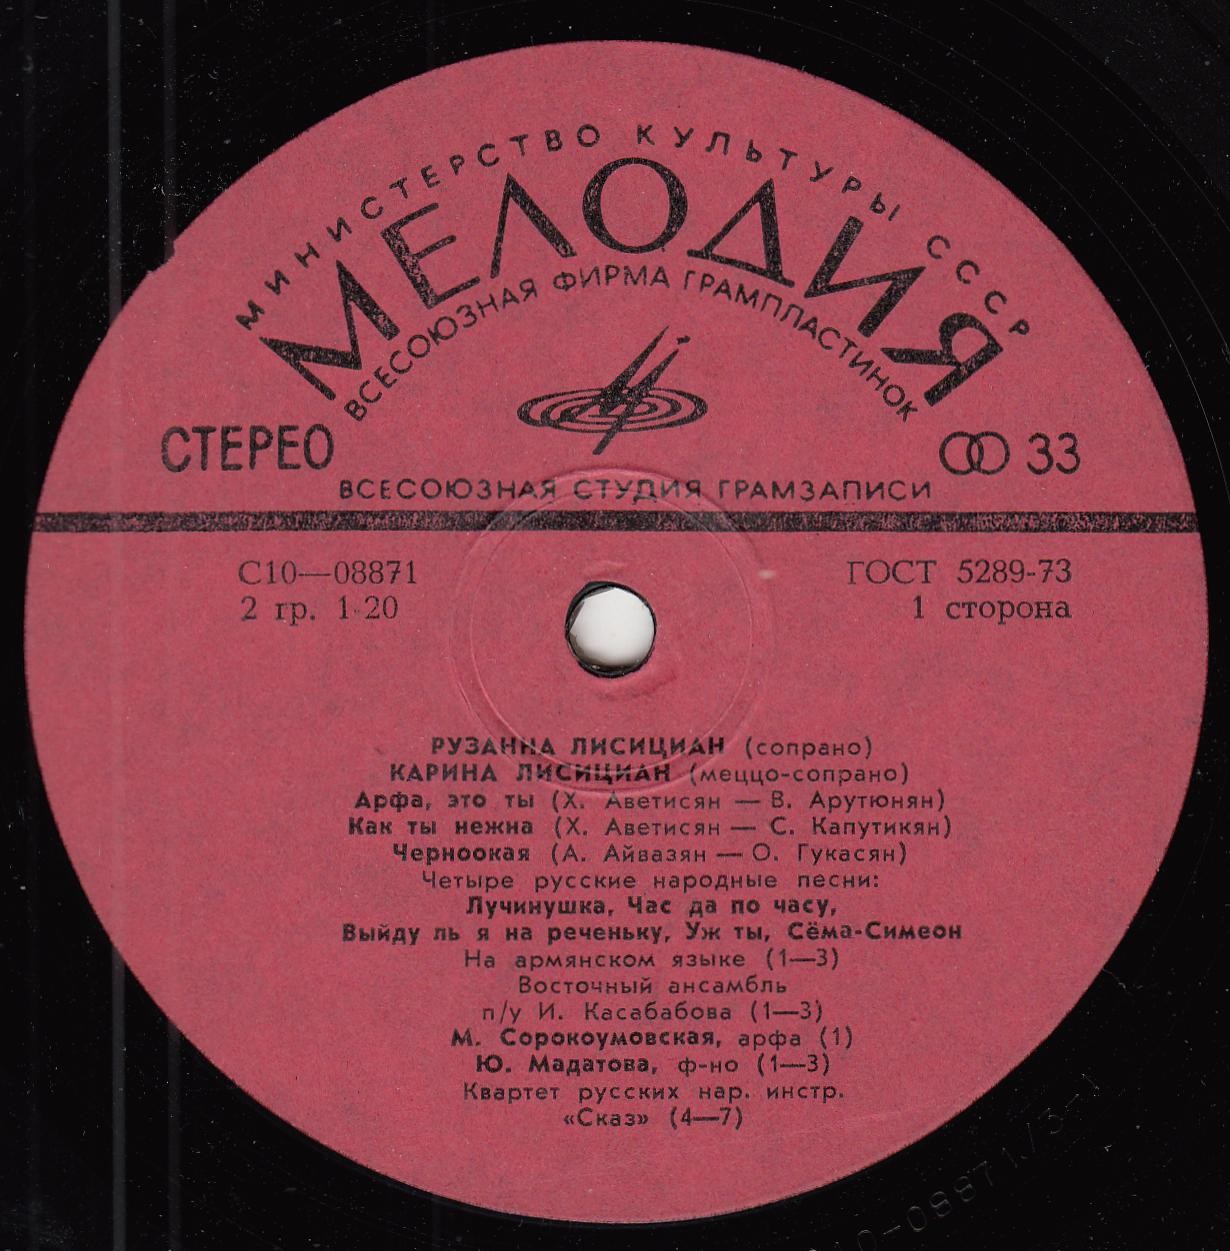 МИНИСТЕРСТВО КУЛЬТУРЫ СССР
МЕЛОДИЯ
ВСЕСОЮЗНАЯ ФИРМА ГРАМПЛАСТИНОК
СТЕРЕО
33
ВСЕСОЮЗНАЯ СТУДИЯ ГРАМЗАПИСИ
С10—08871
ГОСТ 5289-73
2 гр. 1-20
1 сторона
РУЗАННА ЛИСИЦИАН (сопрано)
КАРИНА ЛИСИЦИАН (меццо-сопрано)
Арфа, это ты (Х. Аветисян — В. Арутюнян)
Как ты нежна (Х. Аветисян — С. Капутикян)
Черноокая (А. Айвазян — О. Гукасян)
Четыре русские народные песни:
Лучинушка, Час да по часу,
Выйду ль я на реченьку, Уж ты, Сёма-Симеон
На армянском языке (1—3)
Восточный ансамбль
п/у И. Касабабова (1—3)
М. Сорокоумовская, арфа (1)
Ю. Мадатова, ф-но (1—3)
Квартет русских нар. инстр.
«Сказ» (4—7)